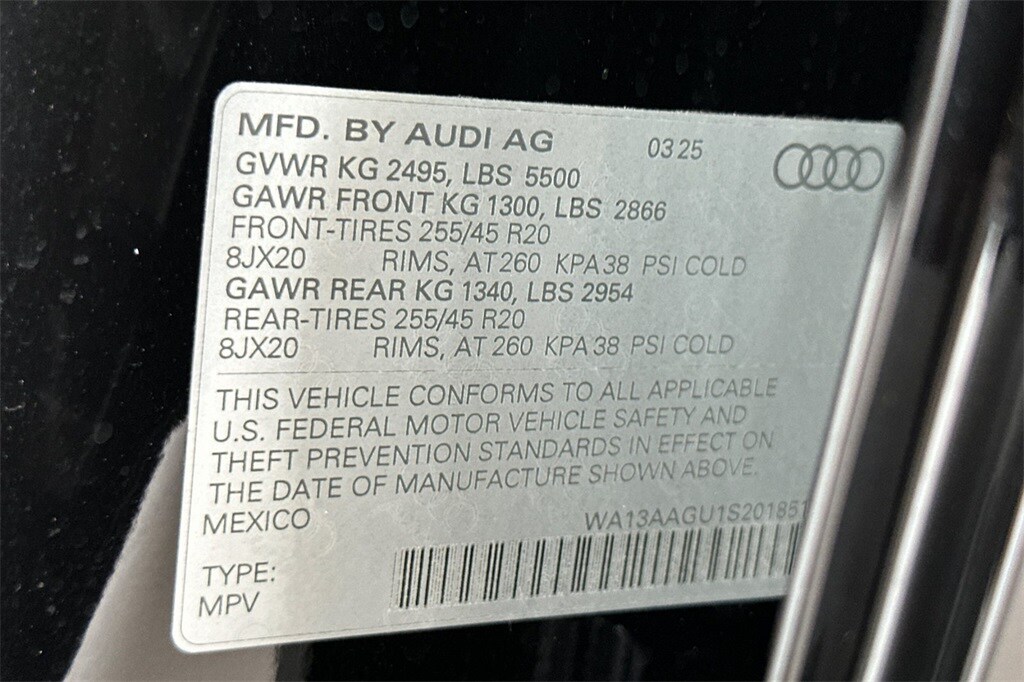 MFD. BY AUDI AG 03 25
GVWR KG 2495, LBS 5500
GAWR FRONT KG 1300, LBS 2866
FRONT-TIRES 255/45 R20
8JX20 RIMS, AT 260 KPA 38 PSI COLD
GAWR REAR KG 1340, LBS 2954
REAR-TIRES 255/45 R20
8JX20 RIMS, AT 260 KPA 38 PSI COLD
THIS VEHICLE CONFORMS TO ALL APPLICABLE
U.S. FEDERAL MOTOR VEHICLE SAFETY AND
THEFT PREVENTION STANDARDS IN EFFECT ON
THE DATE OF MANUFACTURE SHOWN ABOVE.
MEXICO WA13AAGU1S201851
TYPE:
MPV